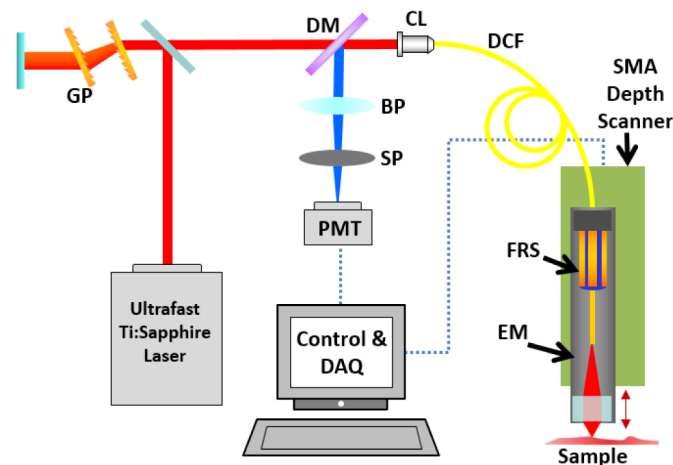 DM
CL
DCF
GP
BP
SP
PMT
SMA
Depth
Scanner
FRS
EM
Ultrafast
Ti:Sapphire
Laser
Control &
DAQ
Sample